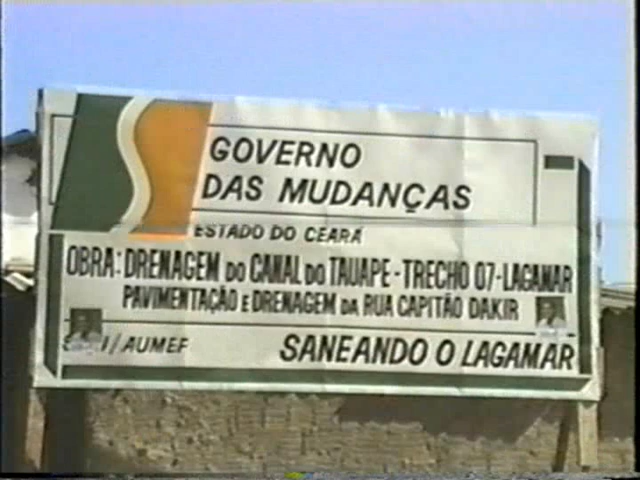 GOVERNO
DAS MUDANÇAS
ESTADO DO CEARÁ
OBRA: DRENAGEM DO CANAL DO TAUAPE - TRECHO 07 - LAGAMAR
PAVIMENTAÇÃO E DRENAGEM DA RUA CAPITÃO DAKIR
/AUMEF
SANEANDO O LAGAMAR